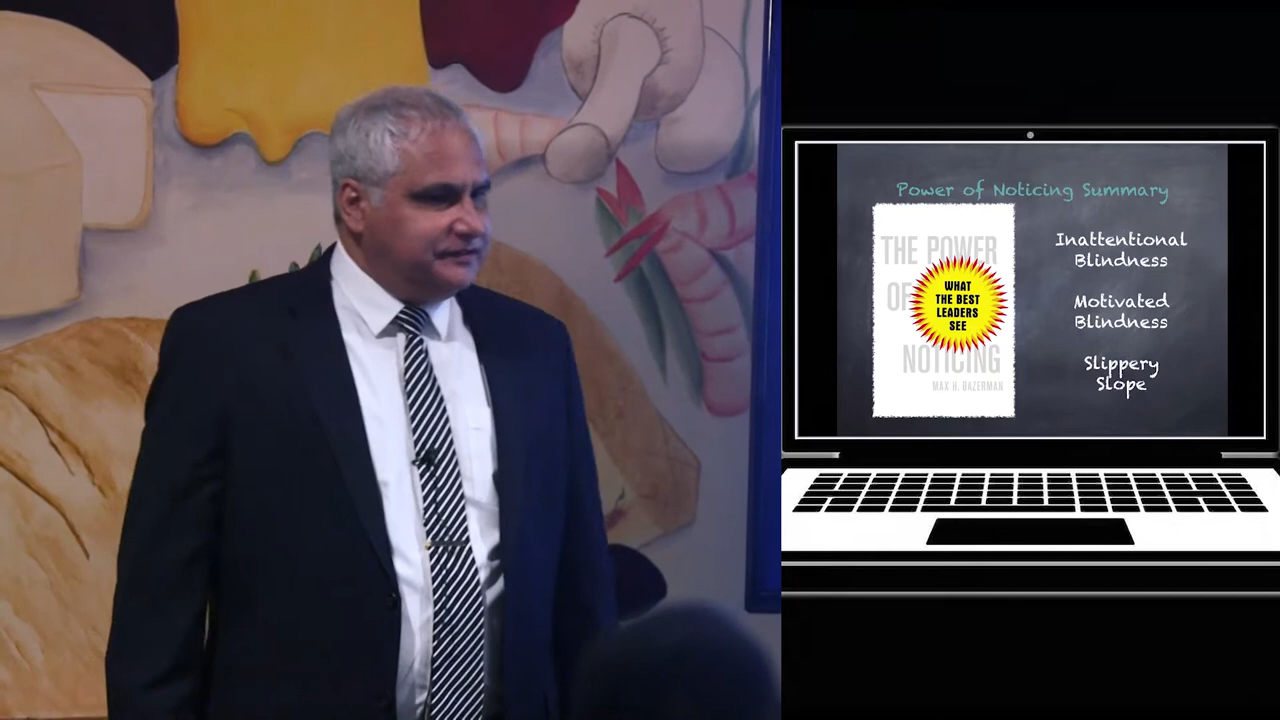 Power of Noticing Summary
THE POWER
OF
NOTICING
WHAT
THE BEST
LEADERS
SEE
MAX H. BAZERMAN
Inattentional
Blindness
Motivated
Blindness
Slippery
Slope